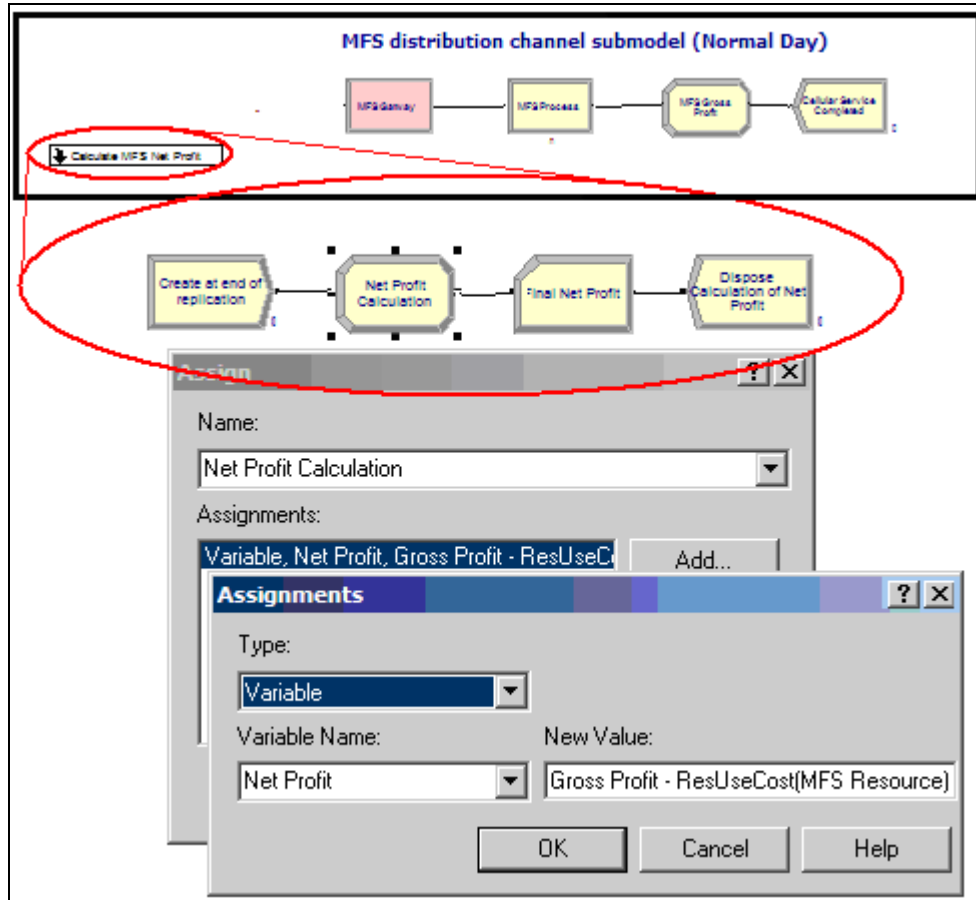 MFS distribution channel submodel (Normal Day)
MFS Process
MFS Gross
Profit
Cellular Service
Completed
Calculate MFS Net Profit
Create at end of
replication
Net Profit
Calculation
Final Net Profit
Dispose
Calculation of Net
Profit
Assign
Name:
Net Profit Calculation
Assignments:
Variable, Net Profit, Gross Profit - ResUseC
Add...
Assignments
Type:
Variable
Variable Name:
New Value:
Net Profit
Gross Profit - ResUseCost(MFS Resource)
OK
Cancel
Help